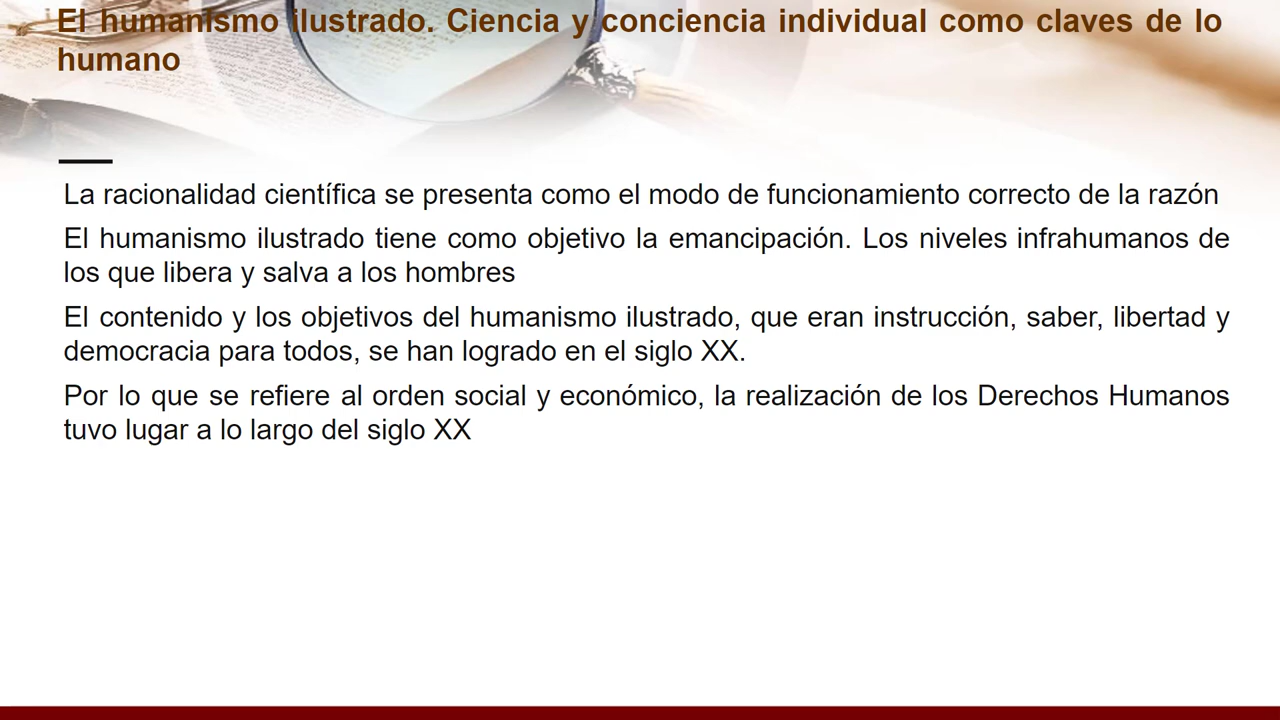 El humanismo ilustrado. Ciencia y conciencia individual como claves de lo
humano
La racionalidad científica se presenta como el modo de funcionamiento correcto de la razón
El humanismo ilustrado tiene como objetivo la emancipación. Los niveles infrahumanos de
los que libera y salva a los hombres
El contenido y los objetivos del humanismo ilustrado, que eran instrucción, saber, libertad y
democracia para todos, se han logrado en el siglo XX.
Por lo que se refiere al orden social y económico, la realización de los Derechos Humanos
tuvo lugar a lo largo del siglo XX